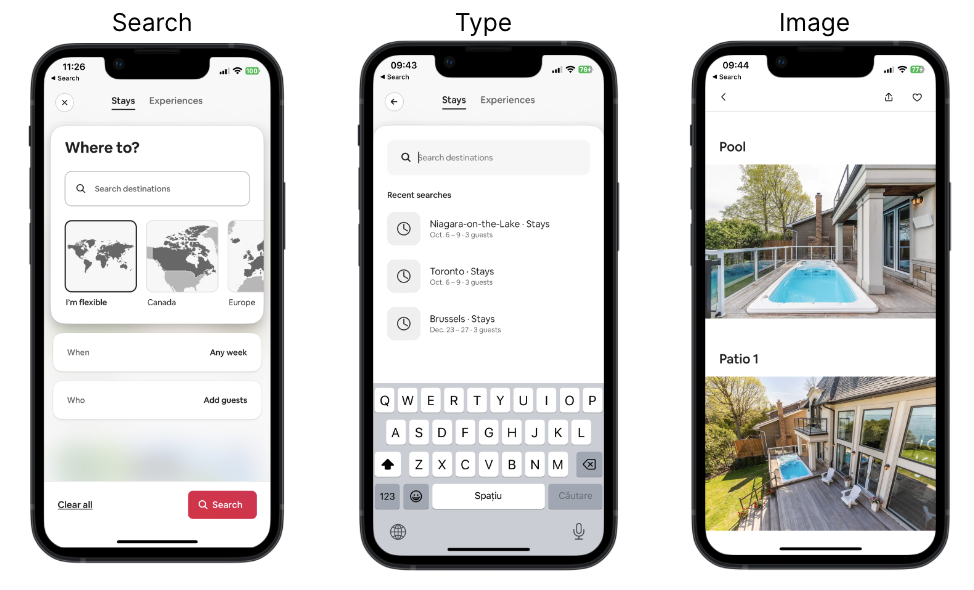 Search
11:26
100
◀ Search
Stays Experiences
Where to?
Search destinations
I'm flexible
Canada
Europe
When
Any week
Who
Add guests
Clear all
Search
Type
09:43
◀ Search
Stays Experiences
Search destinations
Recent searches
Niagara-on-the-Lake · Stays
Oct. 6 – 9 · 3 guests
Toronto · Stays
Oct. 6 – 9 · 3 guests
Brussels · Stays
Dec. 23 – 27 · 3 guests
Q W E R T Y U I O P
A S D F G H J K L
Z X C V B N M
123
Spațiu
Căutare
Image
09:44
◀ Search
Pool
Patio 1